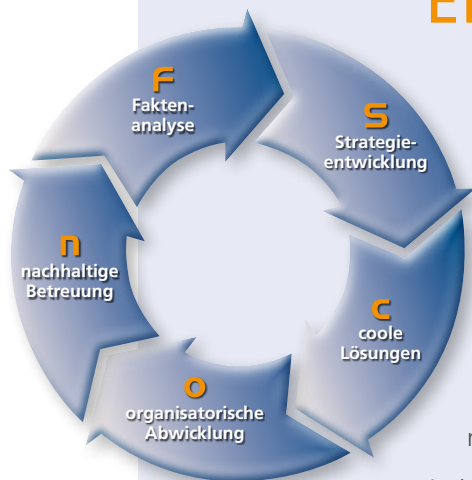 F
Fakten-
analyse
S
Strategie-
entwicklung
C
coole
Lösungen
O
organisatorische
Abwicklung
n
nachhaltige
Betreuung